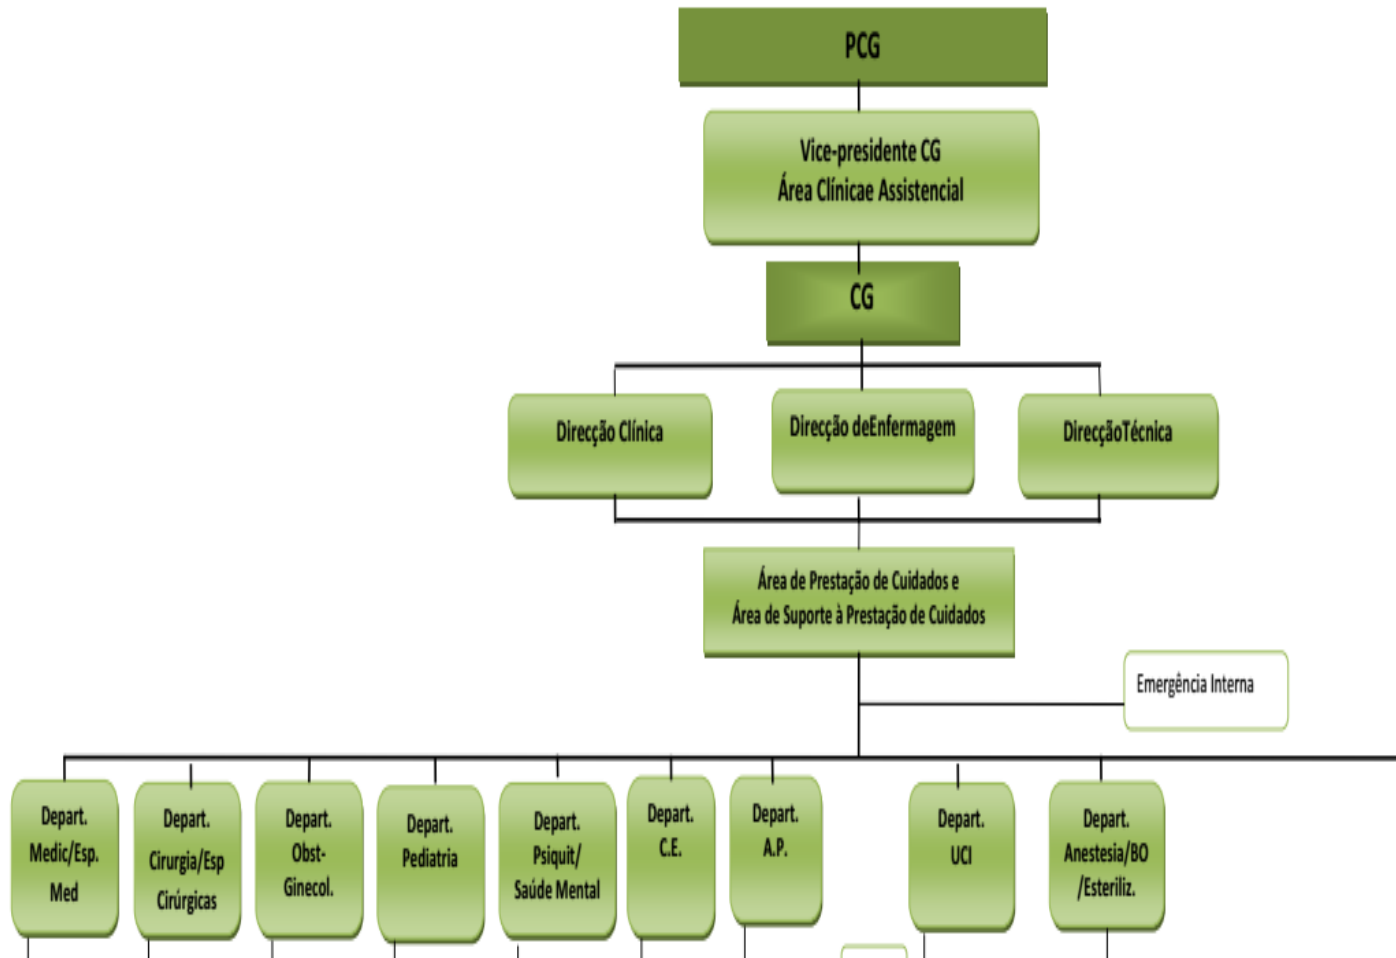 PCG
Vice-presidente CG
Área Clínicae Assistencial
CG
Direcção Clínica
Direcção deEnfermagem
DirecçãoTécnica
Área de Prestação de Cuidados e
Área de Suporte à Prestação de Cuidados
Emergência Interna
Depart.
Medic/Esp.
Med
Depart.
Cirurgia/Esp
Cirúrgicas
Depart.
Obst-
Ginecol.
Depart.
Pediatria
Depart.
Psiquit/
Saúde Mental
Depart.
C.E.
Depart.
A.P.
Depart.
UCI
Depart.
Anestesia/BO
/Esteriliz.